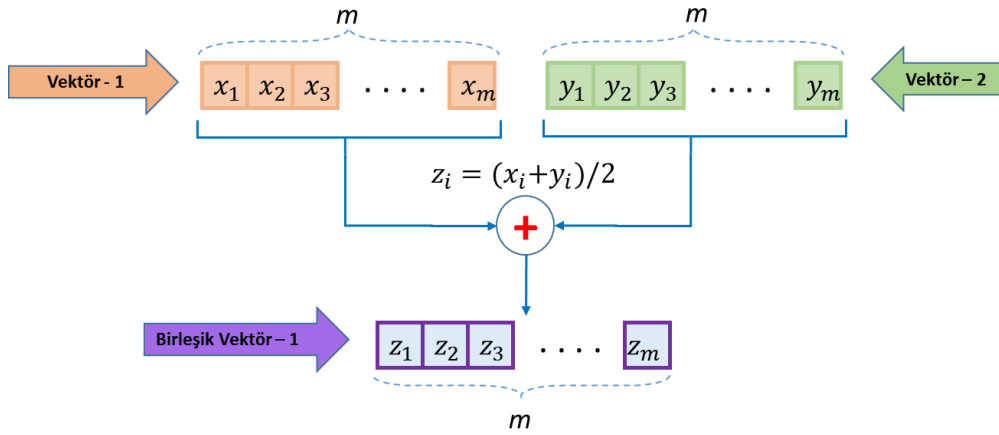 m m
Vektör - 1 x₁ x₂ x₃ . . . . xₘ y₁ y₂ y₃ . . . . yₘ Vektör – 2
zᵢ = (xᵢ+yᵢ)/2
+
Birleşik Vektör – 1 z₁ z₂ z₃ . . . . zₘ
m